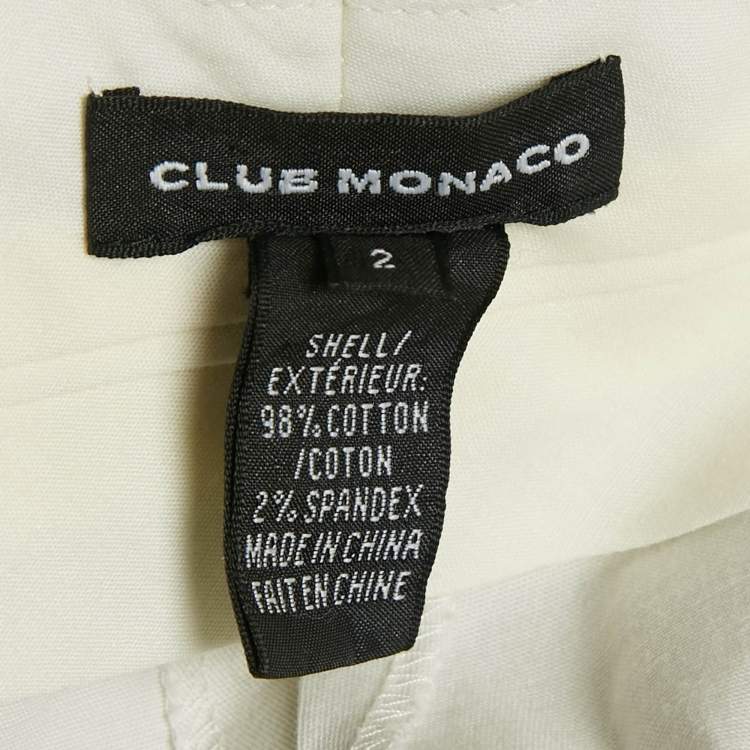 CLUB MONACO
2
SHELL/
EXTÉRIEUR:
98% COTTON
/COTON
2% SPANDEX
MADE IN CHINA
FAIT EN CHINE